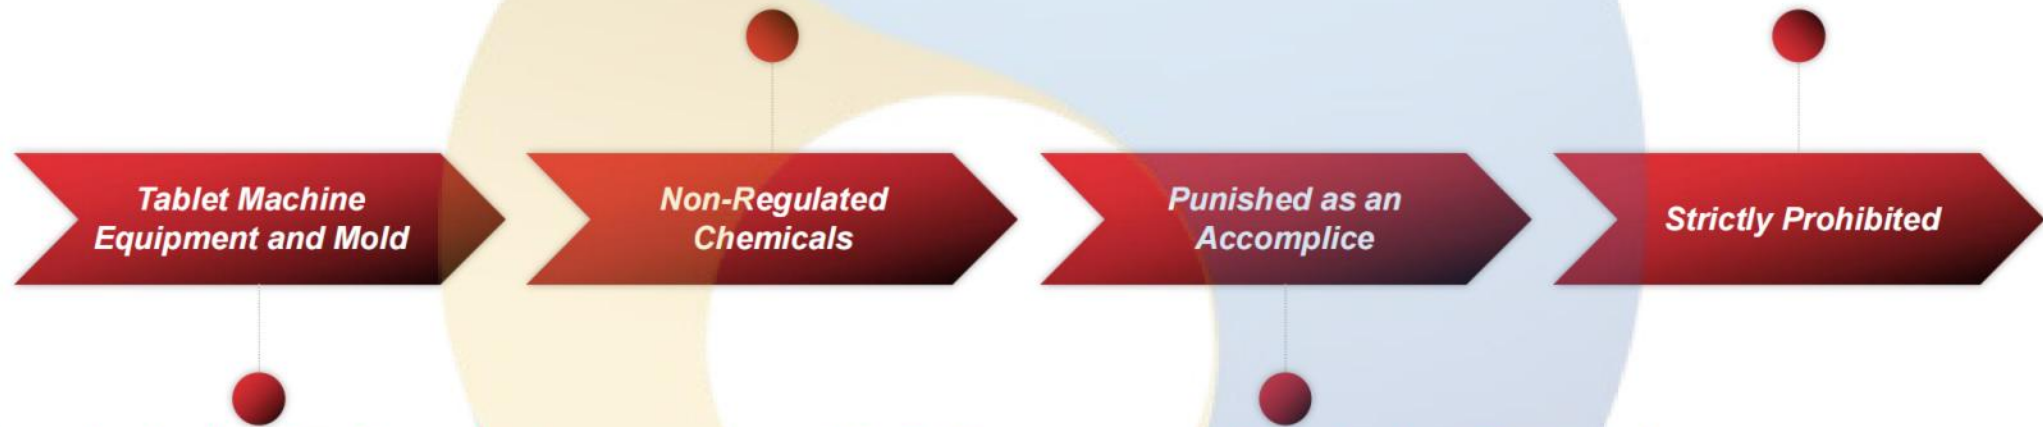 Tablet Machine
Equipment and Mold
Non-Regulated
Chemicals
Punished as an
Accomplice
Strictly Prohibited